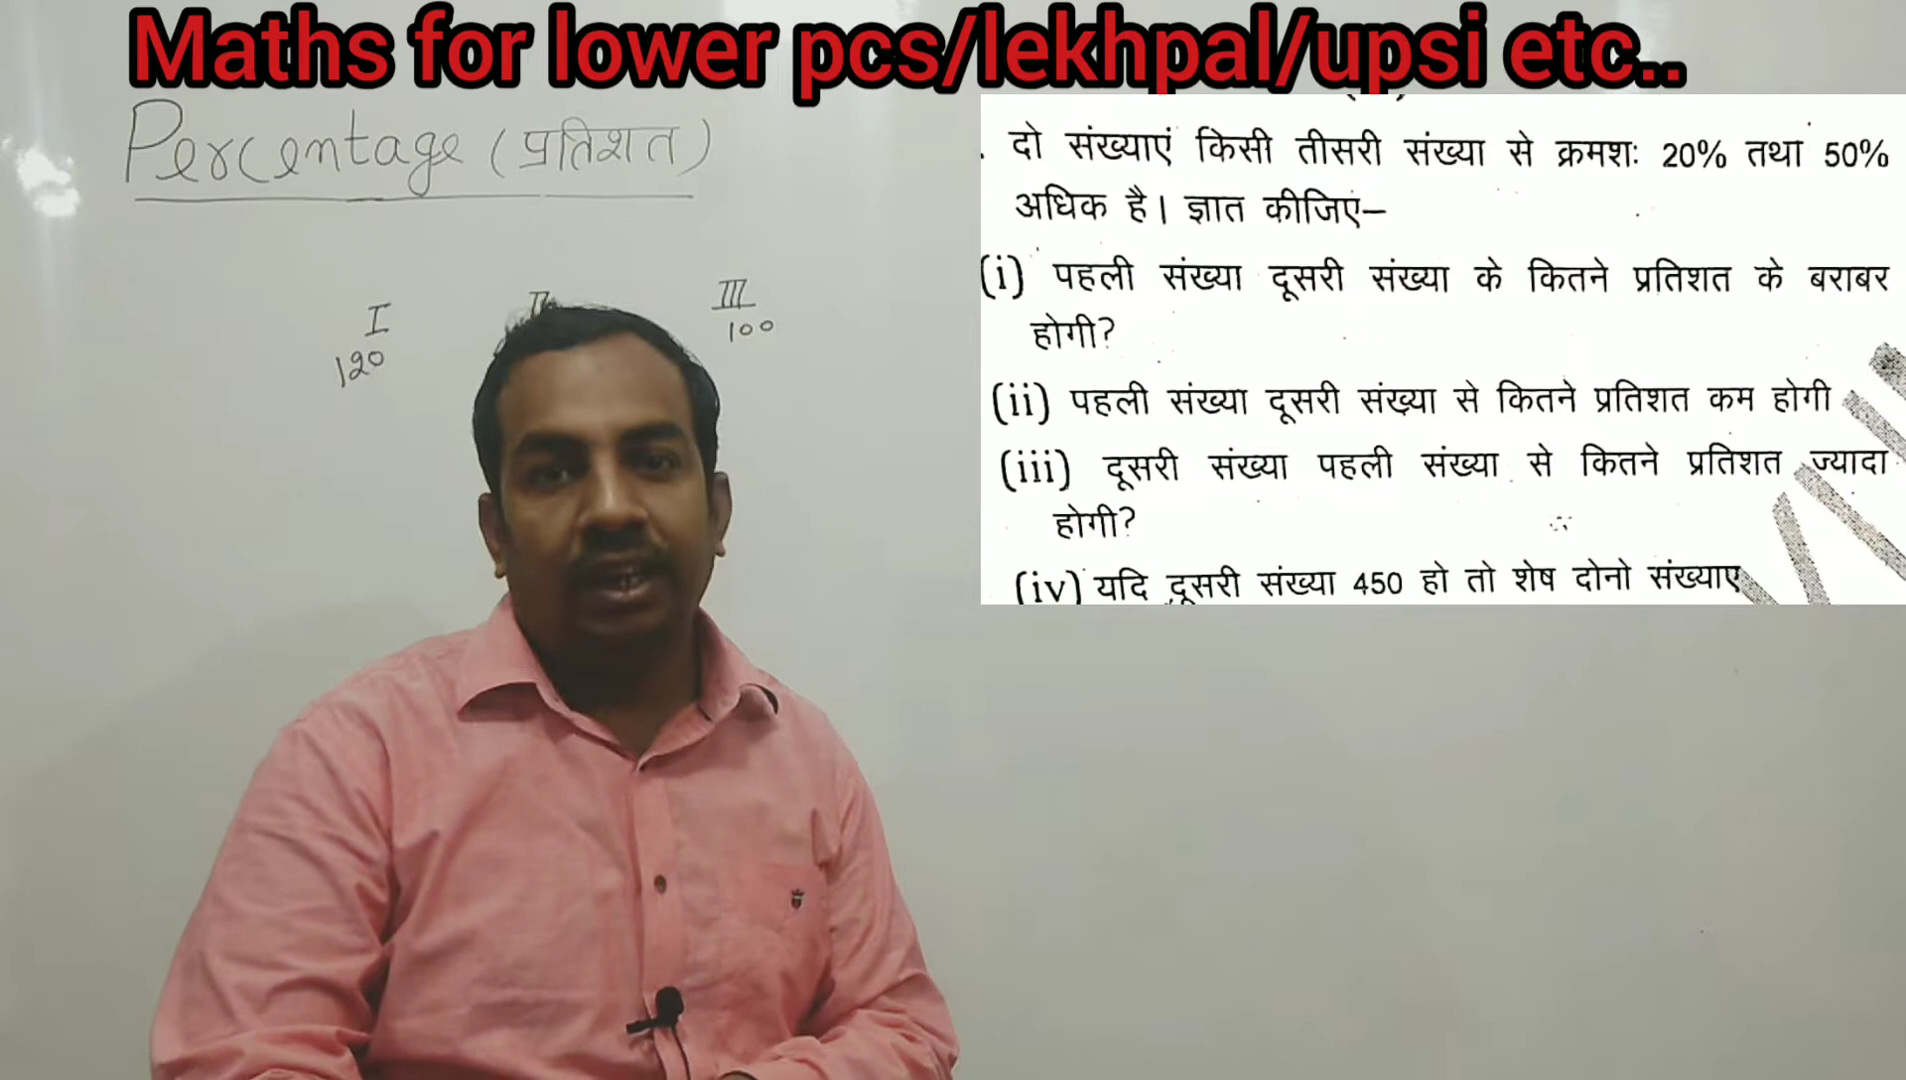 Maths for lower pcs/lekhpal/upsi etc..
Percentage (प्रतिशत)
I
120
III
100
दो संख्याएं किसी तीसरी संख्या से क्रमशः 20% तथा 50%
अधिक है। ज्ञात कीजिए–
(i) पहली संख्या दूसरी संख्या के कितने प्रतिशत के बराबर
होगी?
(ii) पहली संख्या दूसरी संख्या से कितने प्रतिशत कम होगी
(iii) दूसरी संख्या पहली संख्या से कितने प्रतिशत ज्यादा
होगी?
(iv) यदि दूसरी संख्या 450 हो तो शेष दोनो संख्याए